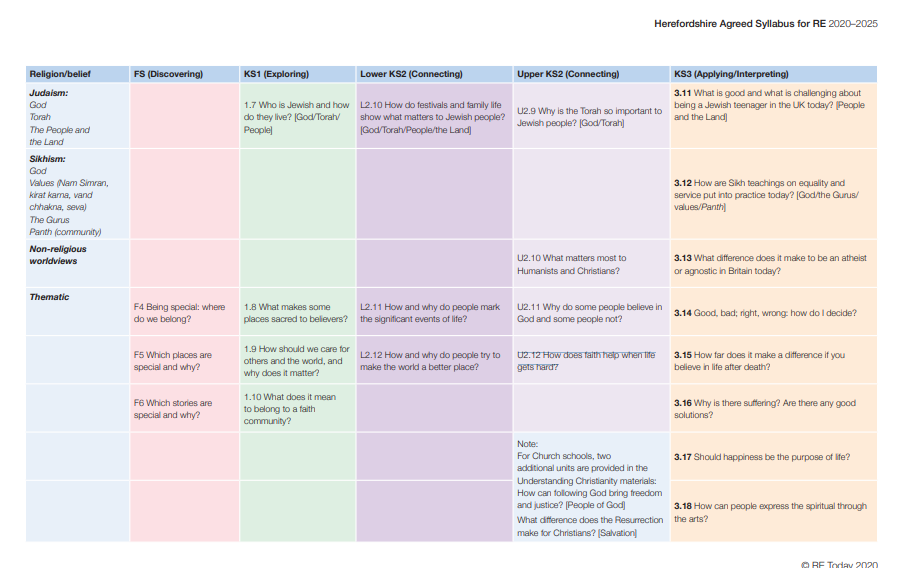 Herefordshire Agreed Syllabus for RE 2020–2025
Religion/belief
FS (Discovering)
KS1 (Exploring)
Lower KS2 (Connecting)
Upper KS2 (Connecting)
KS3 (Applying/Interpreting)
Judaism:
God
Torah
The People and
the Land
1.7 Who is Jewish and how
do they live? [God/Torah/
People]
L2.10 How do festivals and family life
show what matters to Jewish people?
[God/Torah/People/the Land]
U2.9 Why is the Torah so important to
Jewish people? [God/Torah]
3.11 What is good and what is challenging about
being a Jewish teenager in the UK today? [People
and the Land]
Sikhism:
God
Values (Nam Simran,
kirat karna, vand
chhakna, seva)
The Gurus
Panth (community)
3.12 How are Sikh teachings on equality and
service put into practice today? [God/the Gurus/
values/Panth]
Non-religious
worldviews
U2.10 What matters most to
Humanists and Christians?
3.13 What difference does it make to be an atheist
or agnostic in Britain today?
Thematic
F4 Being special: where
do we belong?
1.8 What makes some
places sacred to believers?
L2.11 How and why do people mark
the significant events of life?
U2.11 Why do some people believe in
God and some people not?
3.14 Good, bad; right, wrong: how do I decide?
F5 Which places are
special and why?
1.9 How should we care for
others and the world, and
why does it matter?
L2.12 How and why do people try to
make the world a better place?
U2.12 How does faith help when life
gets hard?
3.15 How far does it make a difference if you
believe in life after death?
F6 Which stories are
special and why?
1.10 What does it mean
to belong to a faith
community?
3.16 Why is there suffering? Are there any good
solutions?
Note:
For Church schools, two
additional units are provided in the
Understanding Christianity materials:
How can following God bring freedom
and justice? [People of God]
What difference does the Resurrection
make for Christians? [Salvation]
3.17 Should happiness be the purpose of life?
3.18 How can people express the spiritual through
the arts?
© RE Today 2020